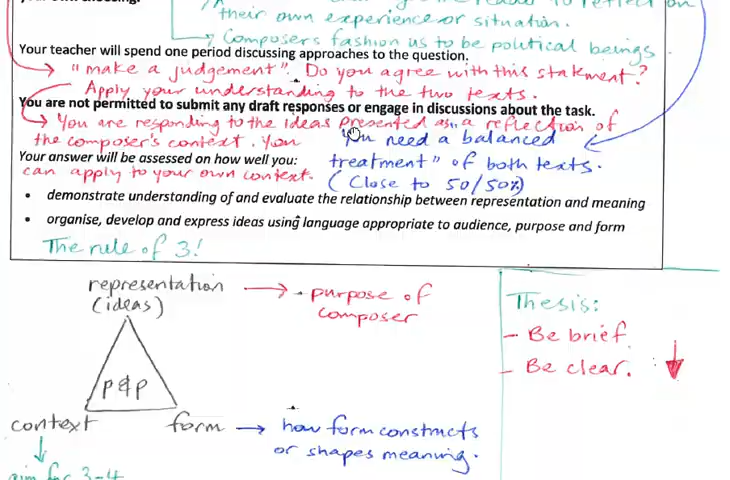 their own experience or situation.
Composers fashion us to be political beings.
Your teacher will spend one period discussing approaches to the question.
"make a judgement". Do you agree with this statment?
Apply your understanding to the two texts.
You are not permitted to submit any draft responses or engage in discussions about the task.
You are responding to the ideas presented as a reflection of
the composer's context. You
You need a balanced
Your answer will be assessed on how well you:
treatment" of both texts.
can apply to your own context.
(Close to 50/50%)
• demonstrate understanding of and evaluate the relationship between representation and meaning
• organise, develop and express ideas using language appropriate to audience, purpose and form
The rule of 3!
representation
(ideas)
purpose of
composer
Thesis:
- Be brief.
- Be clear.
P & P
context
form
how form constructs
or shapes meaning.
aim for 3-4